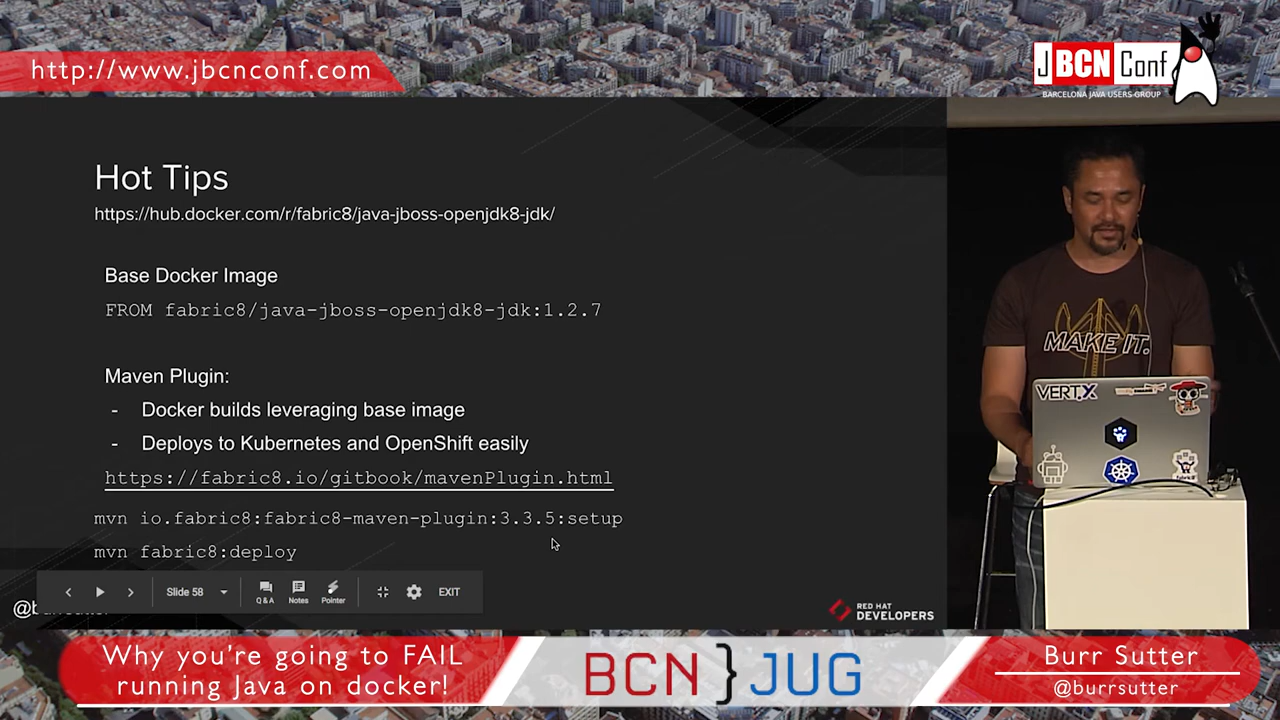 http://www.jbcnconf.com
JBCN Conf
BARCELONA JAVA USERS GROUP
Hot Tips
https://hub.docker.com/r/fabric8/java-jboss-openjdk8-jdk/
Base Docker Image
FROM fabric8/java-jboss-openjdk8-jdk:1.2.7
Maven Plugin:
- Docker builds leveraging base image
- Deploys to Kubernetes and OpenShift easily
https://fabric8.io/gitbook/mavenPlugin.html
mvn io.fabric8:fabric8-maven-plugin:3.3.5:setup
mvn fabric8:deploy
Slide 58
Q & A
Notes
Pointer
EXIT
RED HAT
DEVELOPERS
MAKE IT.
VERT.X
Why you're going to FAIL
running Java on docker!
BCN } JUG
Burr Sutter
@burrsutter